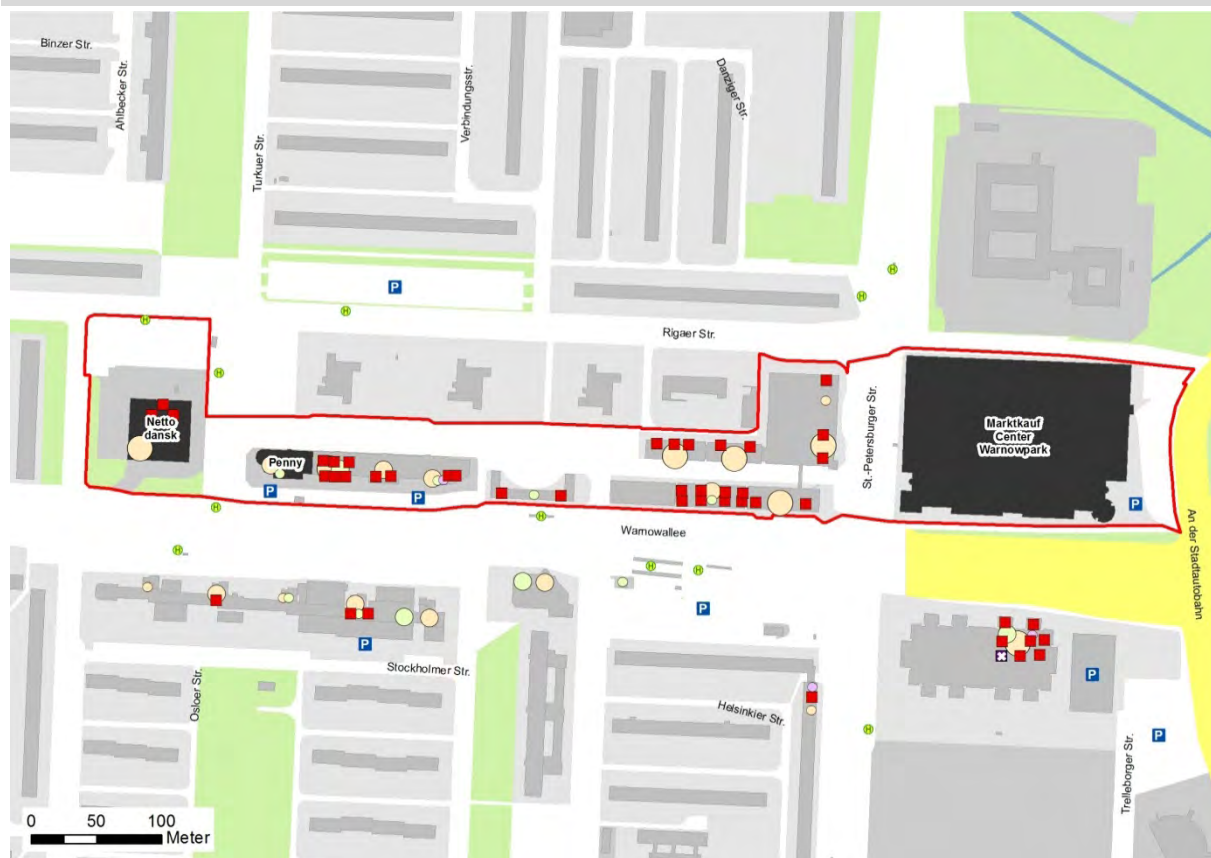 Binzer Str.
Ahlbecker Str.
Turkuer Str.
Verbindungsstr.
Danziger Str.
H
H
P
H
H
Rigaer Str.
H
Netto
dansk
Penny
P
P
St.-Petersburger Str.
Marktkauf
Center
Warnowpark
P
An der Stadtautobahn
H
H
Warnowallee
H
H
H
P
P
Stockholmer Str.
Osloer Str.
Helsinkier Str.
H
P
P
Trelleborger Str.
0 50 100
Meter